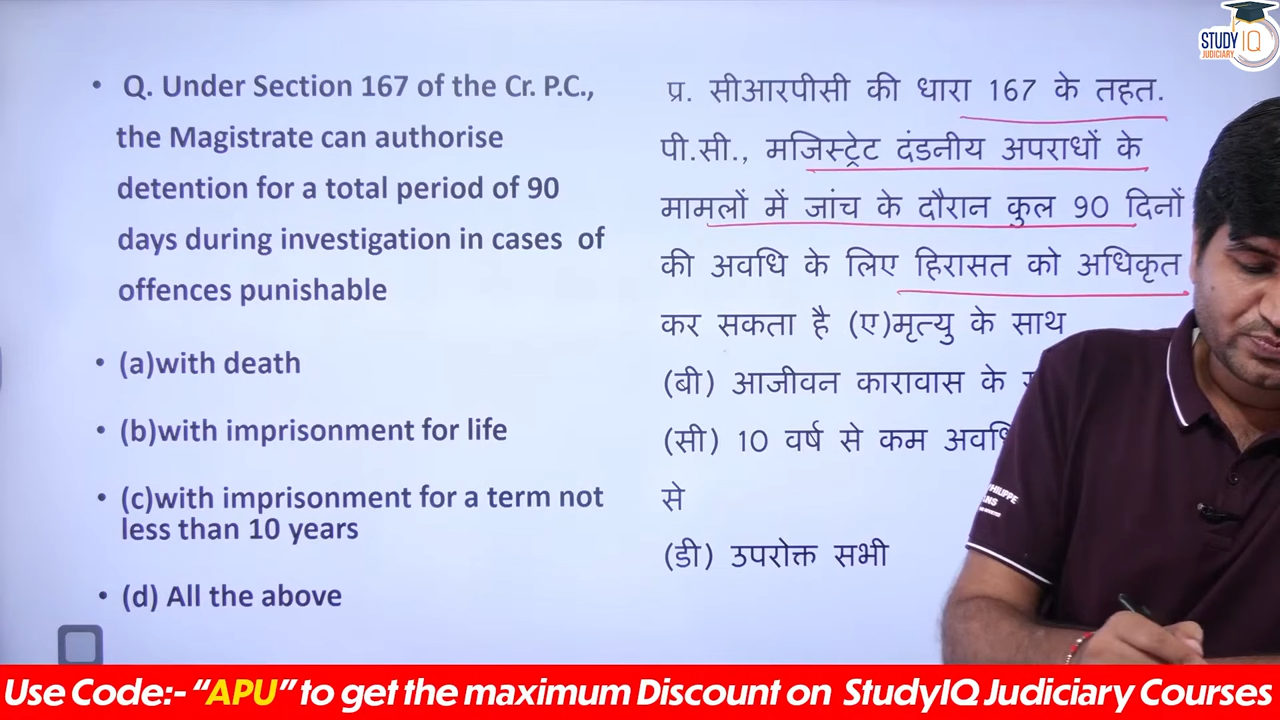 STUDY IQ
JUDICIARY
• Q. Under Section 167 of the Cr. P.C.,
the Magistrate can authorise
detention for a total period of 90
days during investigation in cases of
offences punishable
• (a)with death
• (b)with imprisonment for life
• (c)with imprisonment for a term not
less than 10 years
• (d) All the above
प्र. सीआरपीसी की धारा 167 के तहत.
पी.सी., मजिस्ट्रेट दंडनीय अपराधों के
मामलों में जांच के दौरान कुल 90 दिनों
की अवधि के लिए हिरासत को अधिकृत
कर सकता है (ए)मृत्यु के साथ
(बी) आजीवन कारावास के
(सी) 10 वर्ष से कम
से
(डी) उपरोक्त सभी
Use Code:- “APU” to get the maximum Discount on StudyIQ Judiciary Courses